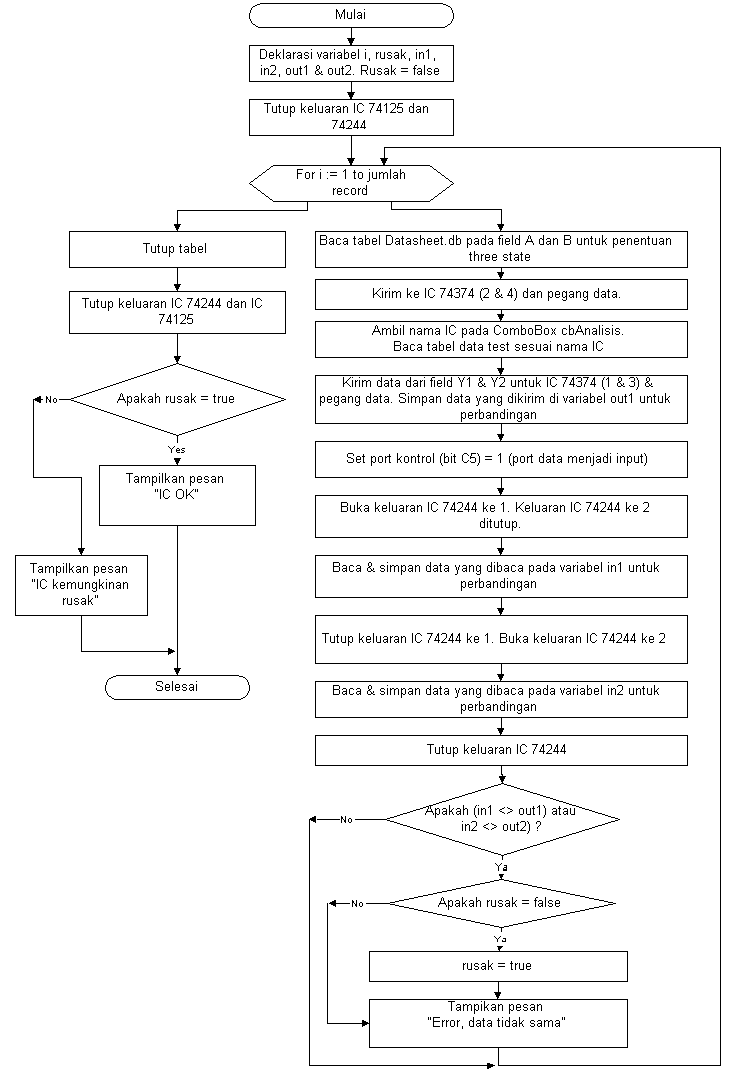 Mulai
Deklarasi variabel i, rusak, in1,
in2, out1 & out2. Rusak = false
Tutup keluaran IC 74125 dan
74244
For i := 1 to jumlah
record
Tutup tabel
Tutup keluaran IC 74244 dan IC
74125
Apakah rusak = true
No
Yes
Tampilkan pesan
"IC OK"
Tampilkan pesan
"IC kemungkinan
rusak"
Selesai
Baca tabel Datasheet.db pada field A dan B untuk penentuan
three state
Kirim ke IC 74374 (2 & 4) dan pegang data.
Ambil nama IC pada ComboBox cbAnalisis.
Baca tabel data test sesuai nama IC
Kirim data dari field Y1 & Y2 untuk IC 74374 (1 & 3) &
pegang data. Simpan data yang dikirim di variabel out1 untuk
perbandingan
Set port kontrol (bit C5) = 1 (port data menjadi input)
Buka keluaran IC 74244 ke 1. Keluaran IC 74244 ke 2
ditutup.
Baca & simpan data yang dibaca pada variabel in1 untuk
perbandingan
Tutup keluaran IC 74244 ke 1. Buka keluaran IC 74244 ke 2
Baca & simpan data yang dibaca pada variabel in2 untuk
perbandingan
Tutup keluaran IC 74244
Apakah (in1 <> out1) atau
in2 <> out2) ?
No
Ya
Apakah rusak = false
No
Ya
rusak = true
Tampikan pesan
"Error, data tidak sama"